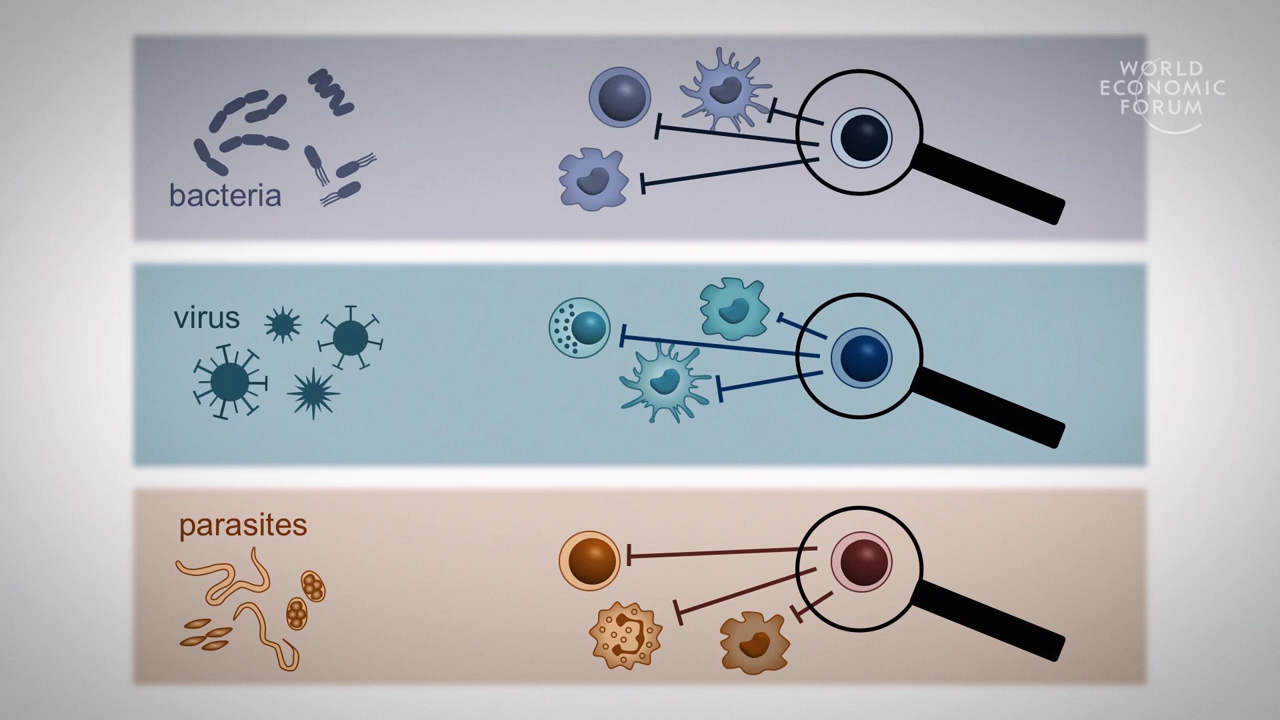 WORLD
ECONOMIC
FORUM
bacteria
virus
parasites